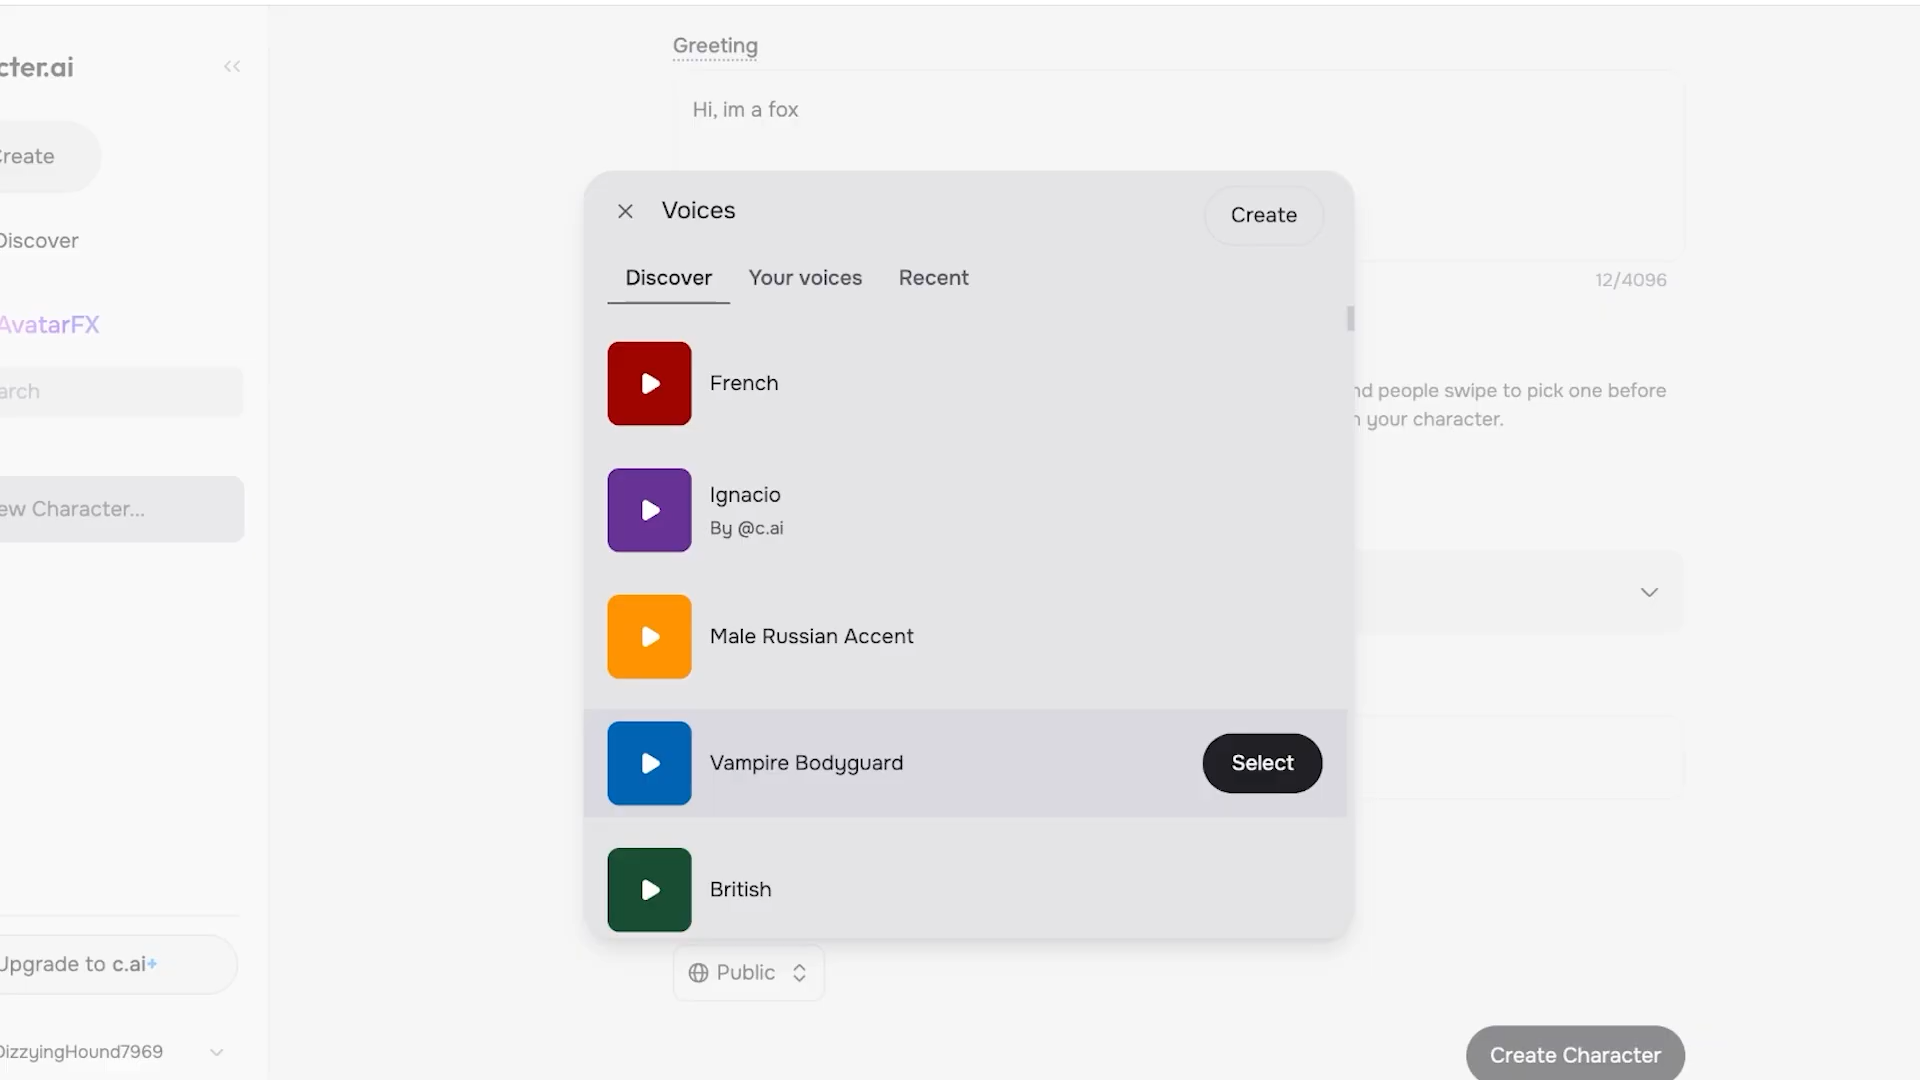 cter.ai
Create
Discover
AvatarFX
arch
ew Character...
Upgrade to c.ai+
DizzyingHound7969
Greeting
Hi, im a fox
12/4096
nd people swipe to pick one before
your character.
Voices
Create
Discover
Your voices
Recent
French
Ignacio
By @c.ai
Male Russian Accent
Vampire Bodyguard
Select
British
Public
Create Character